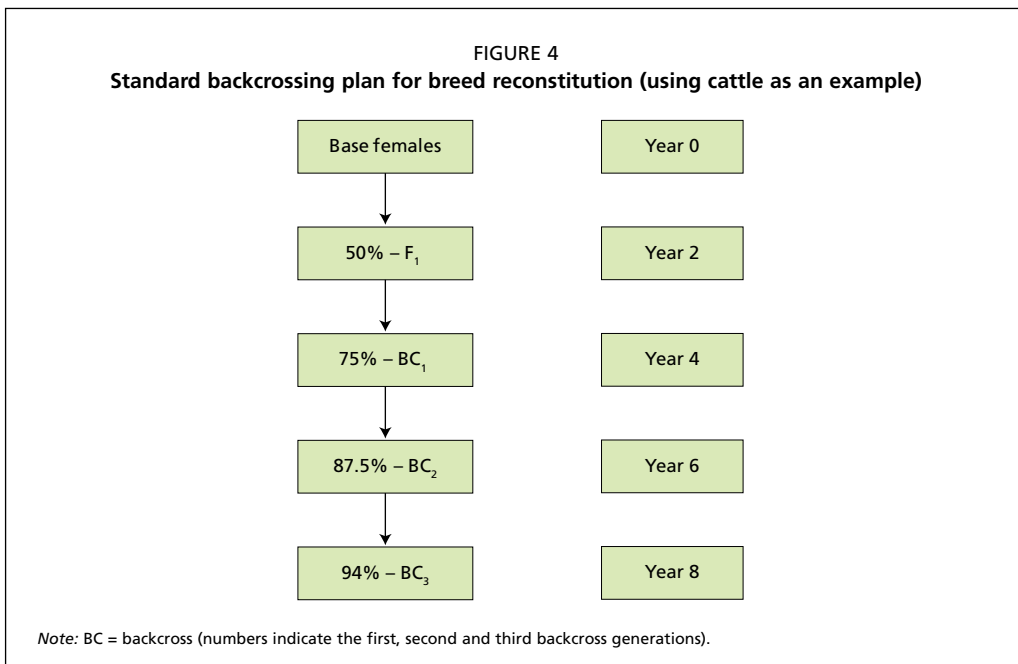 FIGURE 4
Standard backcrossing plan for breed reconstitution (using cattle as an example)
Base females
Year 0
50% – F₁
Year 2
75% – BC₁
Year 4
87.5% – BC₂
Year 6
94% – BC₃
Year 8
Note: BC = backcross (numbers indicate the first, second and third backcross generations).